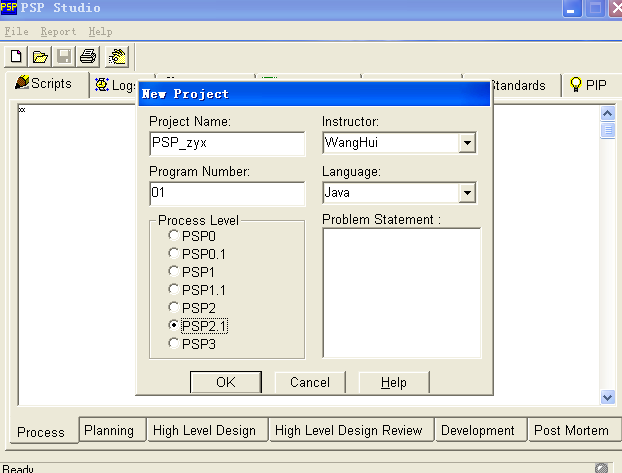 PSP PSP Studio
File Report Help
Scripts
Logs
Standards
PIP
New Project
Project Name:
PSP_zyx
Instructor:
WangHui
Program Number:
01
Language:
Java
Process Level
PSP0
PSP0.1
PSP1
PSP1.1
PSP2
PSP2.1
PSP3
Problem Statement :
OK Cancel Help
Process Planning High Level Design High Level Design Review Development Post Mortem
Ready